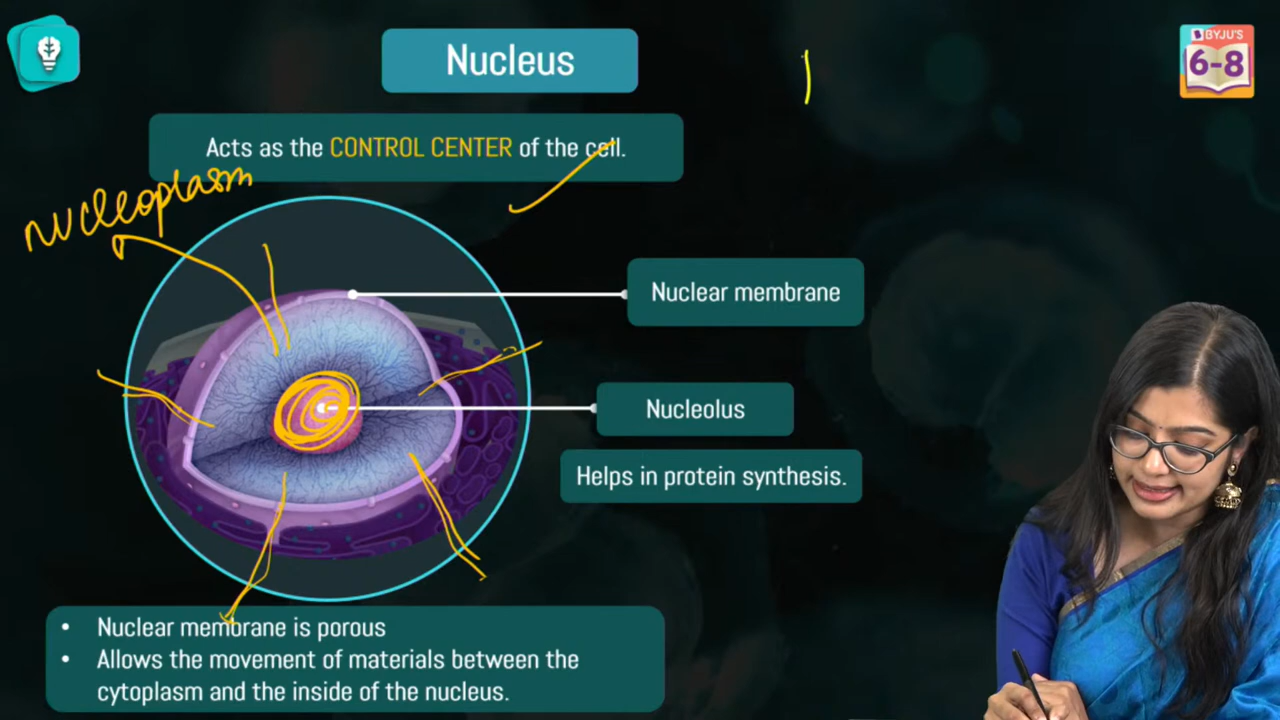 Nucleus
BYJU'S
6-8
Acts as the CONTROL CENTER of the cell.
nucleoplasm
Nuclear membrane
Nucleolus
Helps in protein synthesis.
• Nuclear membrane is porous
• Allows the movement of materials between the
cytoplasm and the inside of the nucleus.